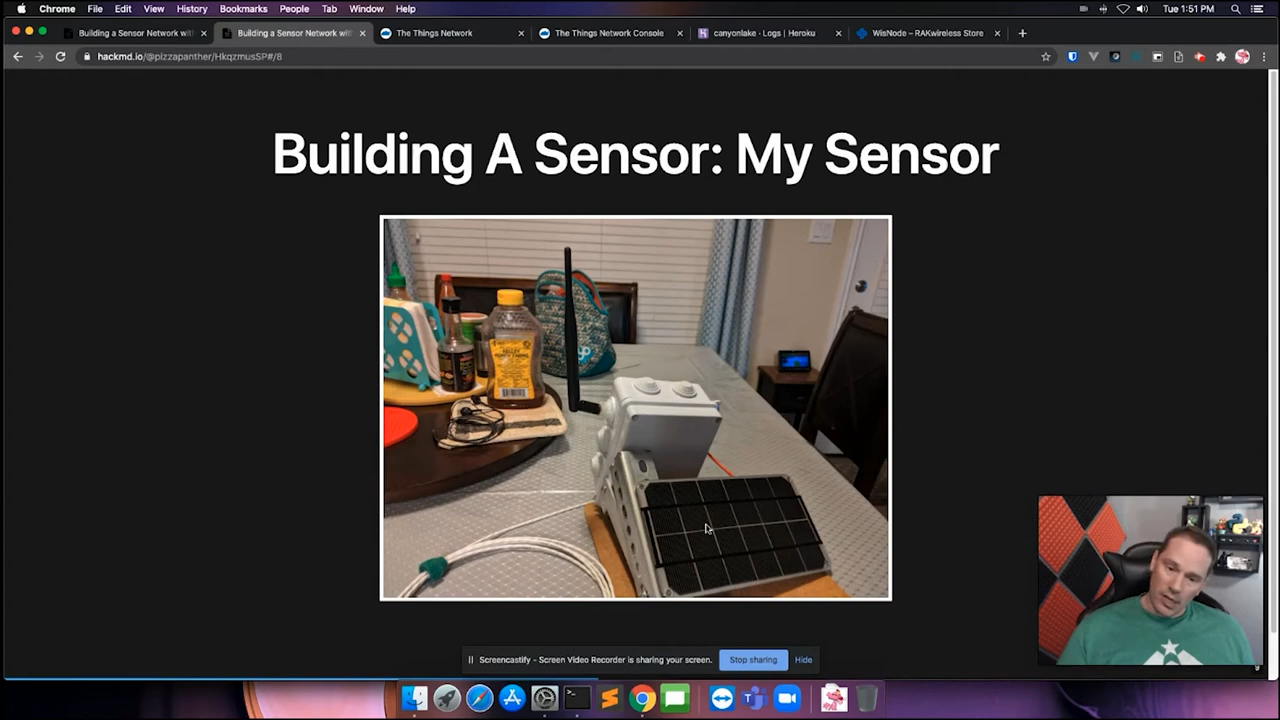 Chrome File Edit View History Bookmarks People Tab Window Help
Tue 1:51 PM
Building a Sensor Network with
Building a Sensor Network with
The Things Network
The Things Network Console
canyonlake · Logs | Heroku
WisNode – RAKwireless Store
hackmd.io/@pizzapanther/HkqzmusSP#/8
Building A Sensor: My Sensor
Screencastify - Screen Video Recorder is sharing your screen.
Stop sharing
Hide